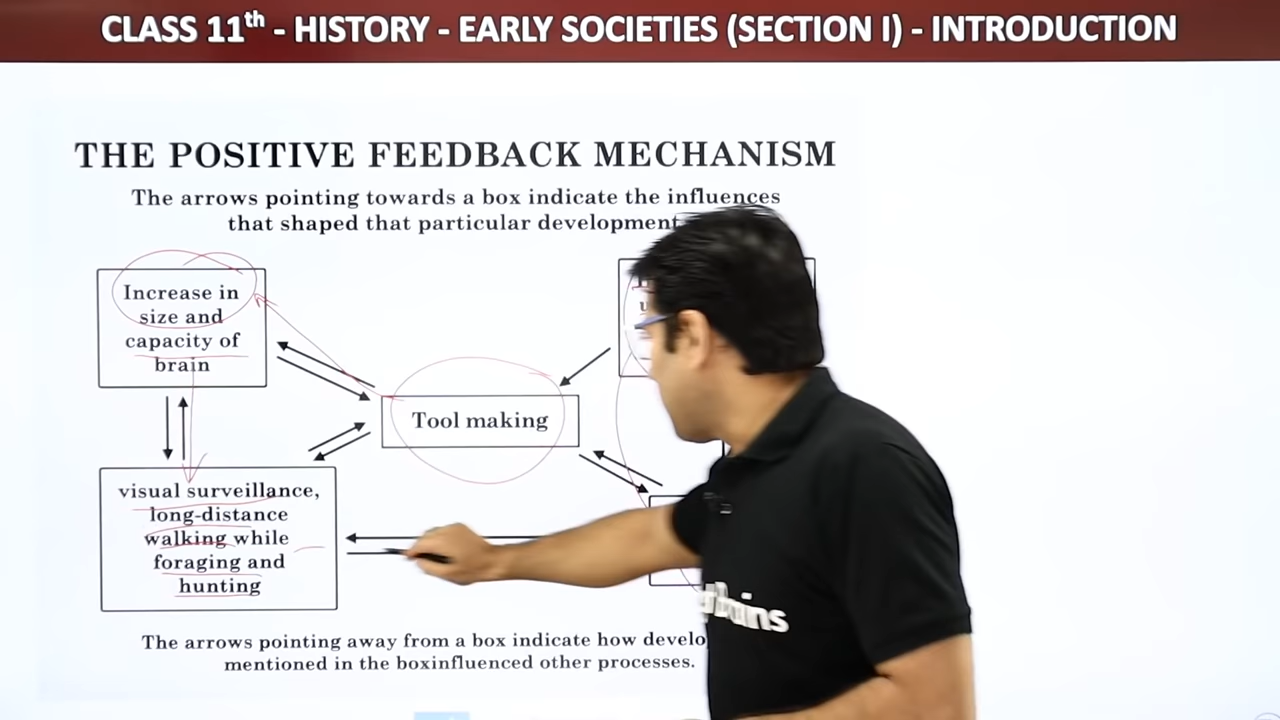 CLASS 11th - HISTORY - EARLY SOCIETIES (SECTION I) - INTRODUCTION
THE POSITIVE FEEDBACK MECHANISM
The arrows pointing towards a box indicate the influences
that shaped that particular development
Increase in
size and
capacity of
brain
Tool making
visual surveillance,
long-distance
walking while
foraging and
hunting
The arrows pointing away from a box indicate how
mentioned in the boxinfluenced other processes.